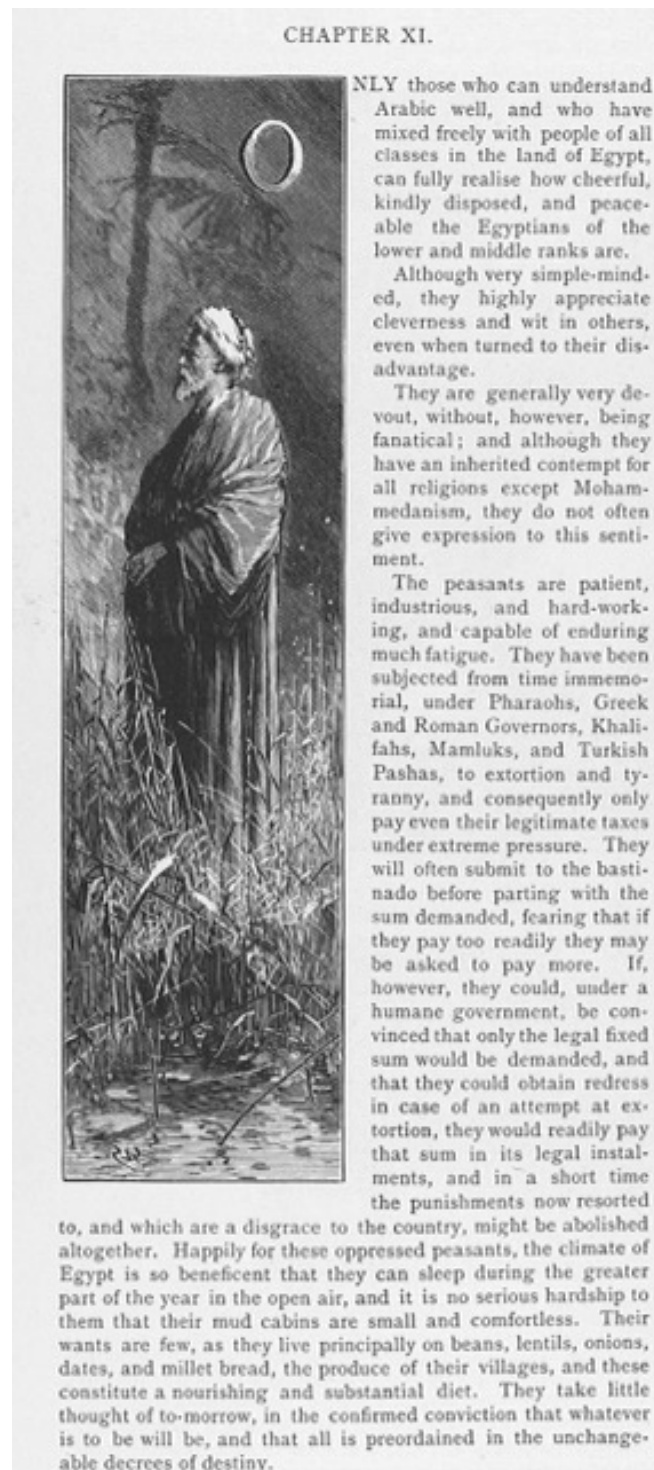 CHAPTER XI.
ONLY those who can understand
Arabic well, and who have
mixed freely with people of all
classes in the land of Egypt,
can fully realise how cheerful,
kindly disposed, and peace-
able the Egyptians of the
lower and middle ranks are.
Although very simple-mind-
ed, they highly appreciate
cleverness and wit in others,
even when turned to their dis-
advantage.
They are generally very de-
vout, without, however, being
fanatical; and although they
have an inherited contempt for
all religions except Moham-
medanism, they do not often
give expression to this senti-
ment.
The peasants are patient,
industrious, and hard-work-
ing, and capable of enduring
much fatigue. They have been
subjected from time immemo-
rial, under Pharaohs, Greek
and Roman Governors, Khali-
fahs, Mamluks, and Turkish
Pashas, to extortion and ty-
ranny, and consequently only
pay even their legitimate taxes
under extreme pressure. They
will often submit to the basti-
nado before parting with the
sum demanded, fearing that if
they pay too readily they may
be asked to pay more. If,
however, they could, under a
humane government, be con-
vinced that only the legal fixed
sum would be demanded, and
that they could obtain redress
in case of an attempt at ex-
tortion, they would readily pay
that sum in its legal instal-
ments, and in a short time
the punishments now resorted
to, and which are a disgrace to the country, might be abolished
altogether. Happily for these oppressed peasants, the climate of
Egypt is so beneficent that they can sleep during the greater
part of the year in the open air, and it is no serious hardship to
them that their mud cabins are small and comfortless. Their
wants are few, as they live principally on beans, lentils, onions,
dates, and millet bread, the produce of their villages, and these
constitute a nourishing and substantial diet. They take little
thought of to-morrow, in the confirmed conviction that whatever
is to be will be, and that all is preordained in the unchange-
able decrees of destiny.